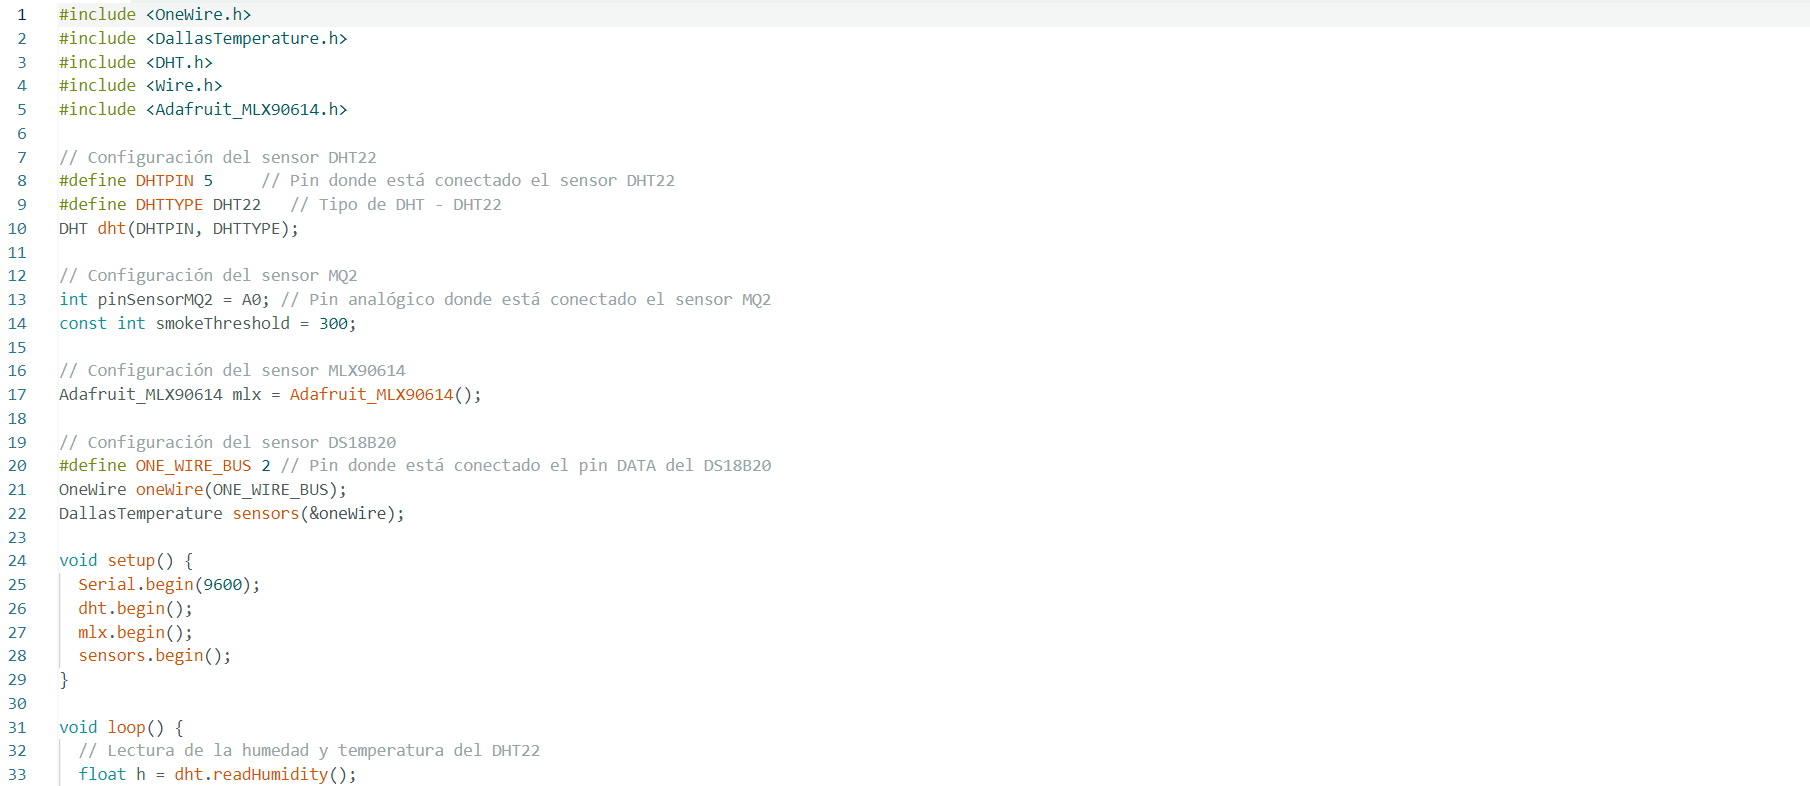 1 #include <OneWire.h>
2 #include <DallasTemperature.h>
3 #include <DHT.h>
4 #include <Wire.h>
5 #include <Adafruit_MLX90614.h>
6
7 // Configuración del sensor DHT22
8 #define DHTPIN 5     // Pin donde está conectado el sensor DHT22
9 #define DHTTYPE DHT22   // Tipo de DHT - DHT22
10 DHT dht(DHTPIN, DHTTYPE);
11
12 // Configuración del sensor MQ2
13 int pinSensorMQ2 = A0; // Pin analógico donde está conectado el sensor MQ2
14 const int smokeThreshold = 300;
15
16 // Configuración del sensor MLX90614
17 Adafruit_MLX90614 mlx = Adafruit_MLX90614();
18
19 // Configuración del sensor DS18B20
20 #define ONE_WIRE_BUS 2 // Pin donde está conectado el pin DATA del DS18B20
21 OneWire oneWire(ONE_WIRE_BUS);
22 DallasTemperature sensors(&oneWire);
23
24 void setup() {
25   Serial.begin(9600);
26   dht.begin();
27   mlx.begin();
28   sensors.begin();
29 }
30
31 void loop() {
32   // Lectura de la humedad y temperatura del DHT22
33   float h = dht.readHumidity();